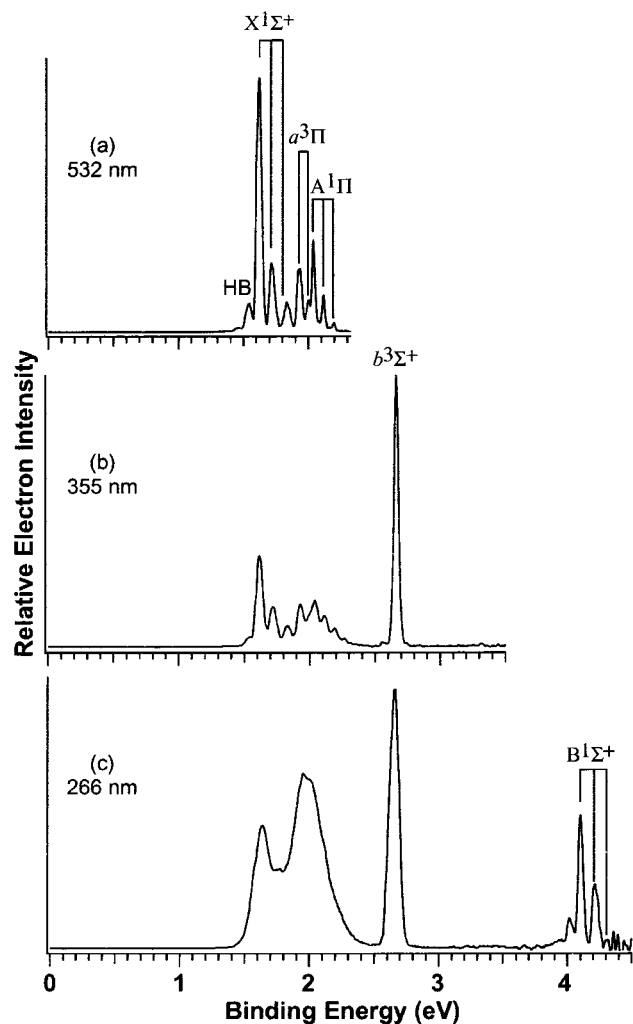 X¹Σ+
(a)
532 nm
a³Π
A¹Π
HB
b³Σ+
(b)
355 nm
Relative Electron Intensity
(c)
266 nm
B¹Σ+
0 1 2 3 4
Binding Energy (eV)